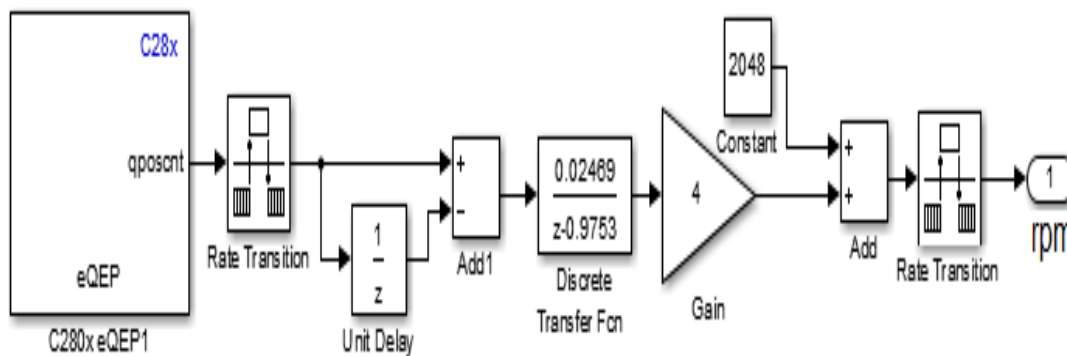 C28x
qposcnt
eQEP
C280x eQEP1
Rate Transition
1
z
Unit Delay
+
−
Add1
0.02469
z-0.9753
Discrete
Transfer Fcn
4
Gain
2048
Constant
+
+
Add
Rate Transition
1
rpm